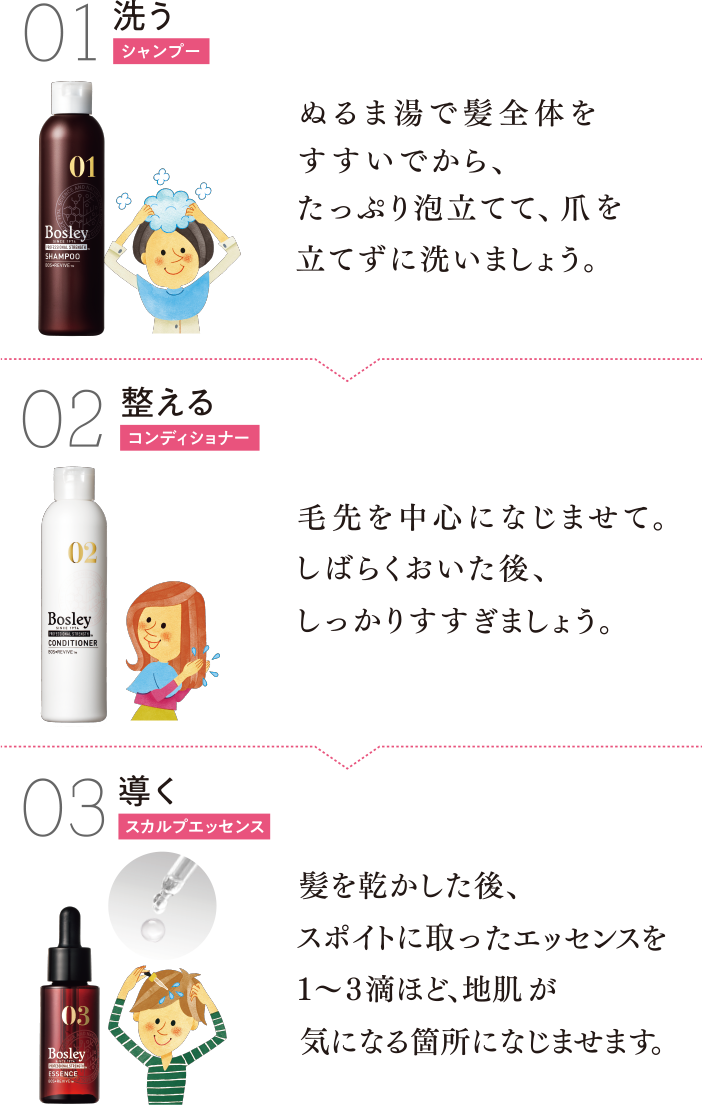 01 洗う
シャンプー
ぬるま湯で髪全体を
すすいでから、
たっぷり泡立てて、爪を
立てずに洗いましょう。
01
Bosley
SINCE 1974
PROFESSIONAL STRENGTH
SHAMPOO
BOS•REVIVE™
02 整える
コンディショナー
毛先を中心になじませて。
しばらくおいた後、
しっかりすすぎましょう。
02
Bosley
SINCE 1974
PROFESSIONAL STRENGTH
CONDITIONER
BOS•REVIVE™
03 導く
スカルプエッセンス
髪を乾かした後、
スポイトに取ったエッセンスを
1〜3滴ほど、地肌が
気になる箇所になじませます。
03
Bosley
PROFESSIONAL STRENGTH
ESSENCE
BOS•REVIVE™